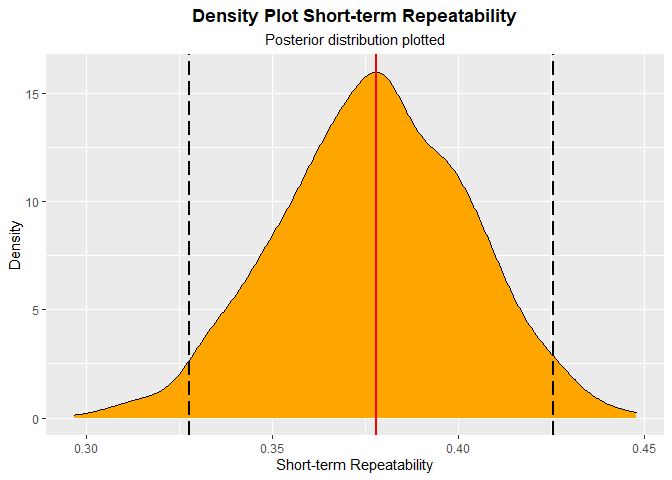 Density Plot Short-term Repeatability
Posterior distribution plotted
15
10
5
0
Density
0.30 0.35 0.40 0.45
Short-term Repeatability